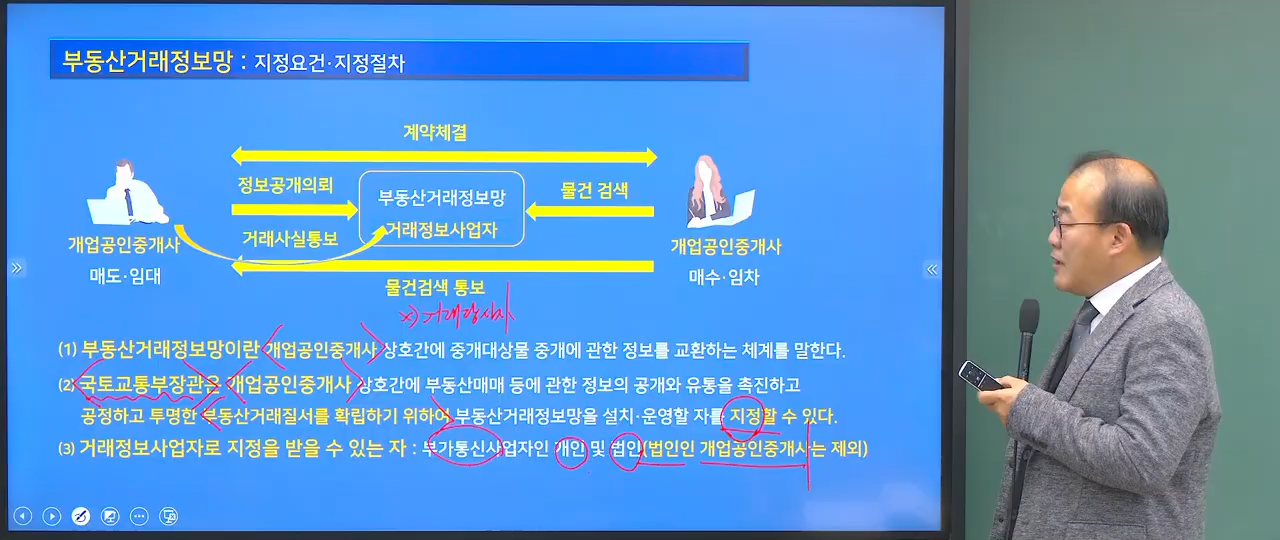 부동산거래정보망 : 지정요건·지정절차
계약체결
정보공개의뢰
물건 검색
부동산거래정보망
거래정보사업자
거래사실통보
개업공인중개사
매도·임대
개업공인중개사
매수·임차
물건검색 통보
x) 거래당사자
(1) 부동산거래정보망이란 개업공인중개사 상호간에 중개대상물 중개에 관한 정보를 교환하는 체계를 말한다.
(2) 국토교통부장관은 개업공인중개사 상호간에 부동산매매 등에 관한 정보의 공개와 유통을 촉진하고
공정하고 투명한 부동산거래질서를 확립하기 위하여 부동산거래정보망을 설치·운영할 자를 지정할 수 있다.
(3) 거래정보사업자로 지정을 받을 수 있는 자 : 부가통신사업자인 개인 및 법인(법인인 개업공인중개사는 제외)